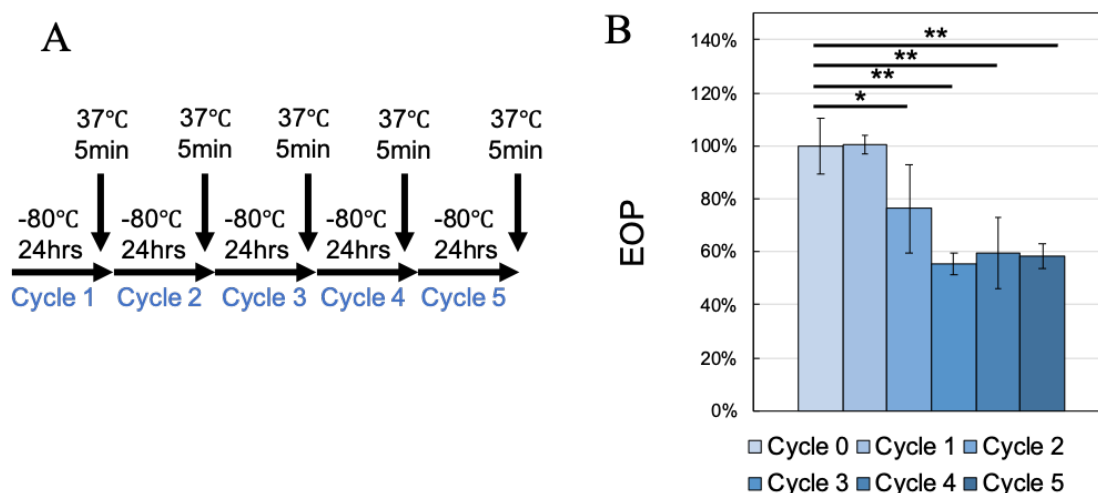 A
37°C 37°C 37°C 37°C 37°C
5min 5min 5min 5min 5min
-80°C -80°C -80°C -80°C -80°C
24hrs 24hrs 24hrs 24hrs 24hrs
Cycle 1 Cycle 2 Cycle 3 Cycle 4 Cycle 5
B
EOP
140%
120%
100%
80%
60%
40%
20%
0%
**
**
**
*
Cycle 0 Cycle 1 Cycle 2
Cycle 3 Cycle 4 Cycle 5